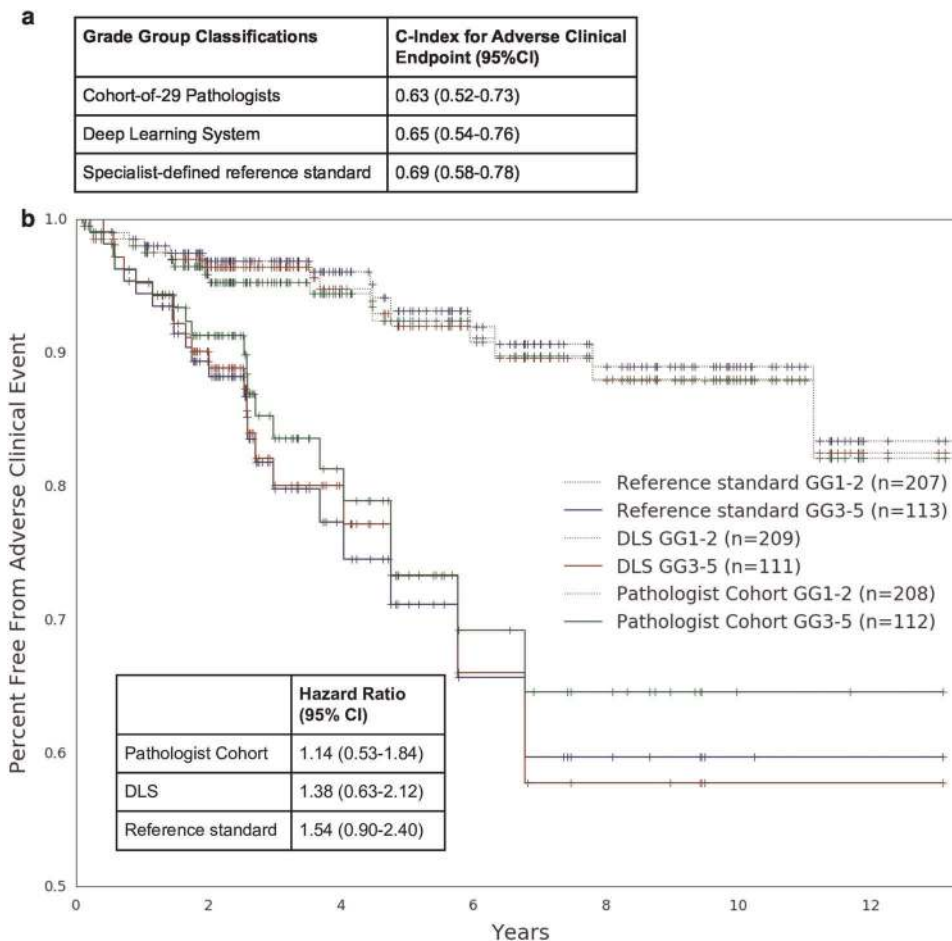 a
Grade Group Classifications C-Index for Adverse Clinical
Endpoint (95%CI)
Cohort-of-29 Pathologists 0.63 (0.52-0.73)
Deep Learning System 0.65 (0.54-0.76)
Specialist-defined reference standard 0.69 (0.58-0.78)
b
Percent Free From Adverse Clinical Event
1.0
0.9
0.8
0.7
0.6
0.5
Reference standard GG1-2 (n=207)
Reference standard GG3-5 (n=113)
DLS GG1-2 (n=209)
DLS GG3-5 (n=111)
Pathologist Cohort GG1-2 (n=208)
Pathologist Cohort GG3-5 (n=112)
Hazard Ratio
(95% CI)
Pathologist Cohort 1.14 (0.53-1.84)
DLS 1.38 (0.63-2.12)
Reference standard 1.54 (0.90-2.40)
0 2 4 6 8 10 12
Years